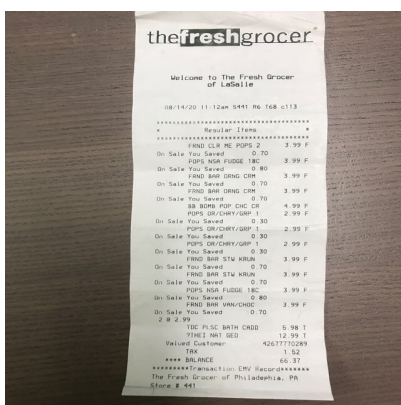 thefreshgrocer
Welcome to The Fresh Grocer
of LaSalle
08/14/20 11:12am S441 R6 168 c113
* Regular Items *
FRND CLR ME POPS 2 3.99 F
On Sale You Saved 0.70
POPS NSA FUDGE 18C 3.99 F
On Sale You Saved 0.80
FRND BAR ORNG CRM 3.99 F
On Sale You Saved 0.70
FRND BAR ORNG CRM 3.99 F
On Sale You Saved 0.70
BB BOMB POP CHC CR 4.99 F
POPS OR/CHRY/GRP 1 2.99 F
On Sale You Saved 0.30
POPS OR/CHRY/GRP 1 2.99 F
On Sale You Saved 0.30
POPS OR/CHRY/GRP 1 2.99 F
On Sale You Saved 0.30
FRND BAR STW KRUN 3.99 F
On Sale You Saved 0.70
FRND BAR STW KRUN 3.99 F
On Sale You Saved 0.70
POPS NSA FUDGE 18C 3.99 F
On Sale You Saved 0.80
FRND BAR VAN/CHOC 3.99 F
On Sale You Saved 0.70
2 @ 2.99
YDC PLSC BATH CADD 5.98 T
YTHEI NAT GEO 12.99 T
Valued Customer 42677770289
TAX 1.52
**** BALANCE 66.37
*********Transaction EMV Record*******
The Fresh Grocer of Philadephia, PA
Store # 441